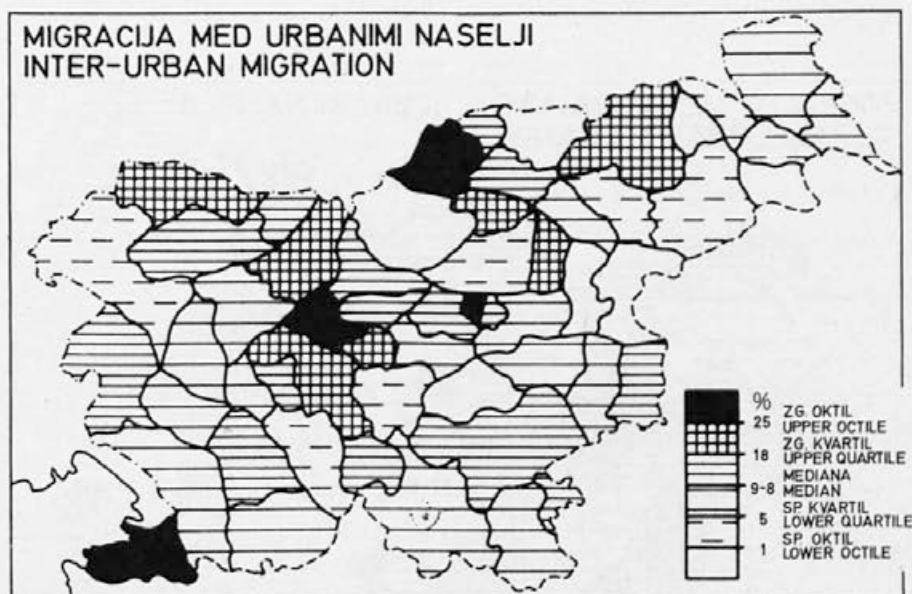 MIGRACIJA MED URBANIMI NASELJI
INTER-URBAN MIGRATION
%
ZG. OKTIL
25 UPPER OCTILE
ZG. KVARTIL
18 UPPER QUARTILE
MEDIANA
9-8 MEDIAN
SP. KVARTIL
5 LOWER QUARTILE
SP. OKTIL
1 LOWER OCTILE